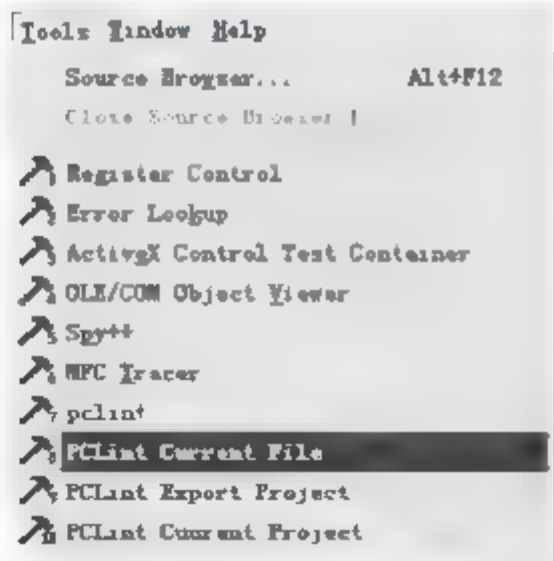 Tools Window Help
Source Browser... Alt+F12
Close Source Browser
Register Control
Error Lookup
ActiveX Control Test Container
OLE/COM Object Viewer
Spy++
MFC Tracer
pclint
PCLint Current File
PCLint Export Project
PCLint Current Project